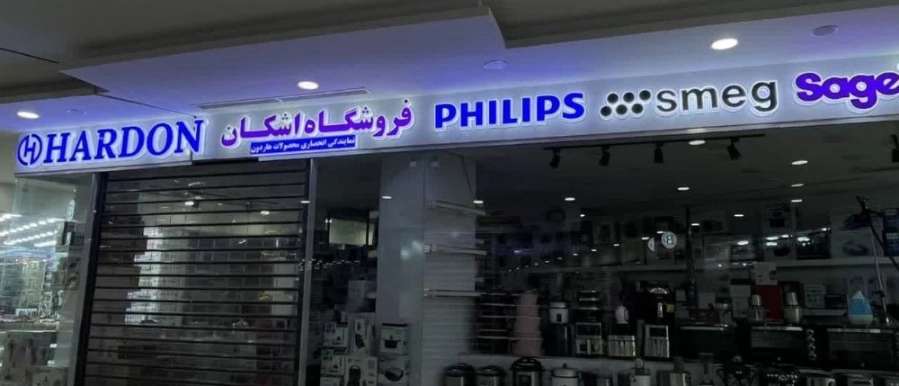 HARDON
فروشگاه اشکان
نمایندگی انحصاری محصولات هاردون
PHILIPS
smeg
Sage